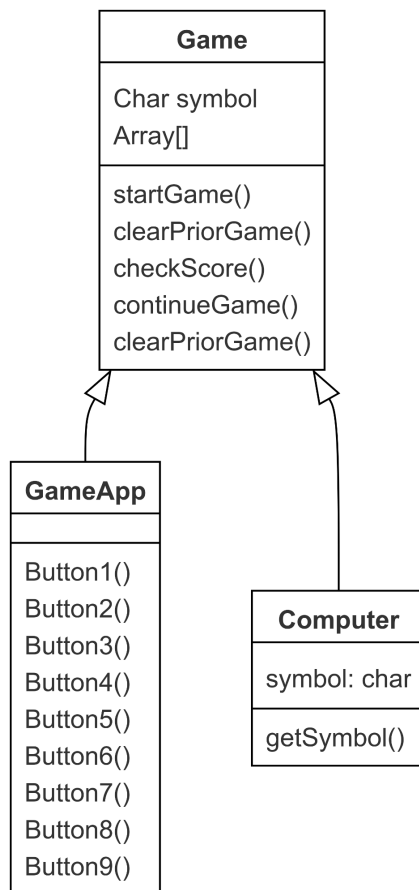 Game
Char symbol
Array[]
startGame()
clearPriorGame()
checkScore()
continueGame()
clearPriorGame()
GameApp
Button1()
Button2()
Button3()
Button4()
Button5()
Button6()
Button7()
Button8()
Button9()
Computer
symbol: char
getSymbol()